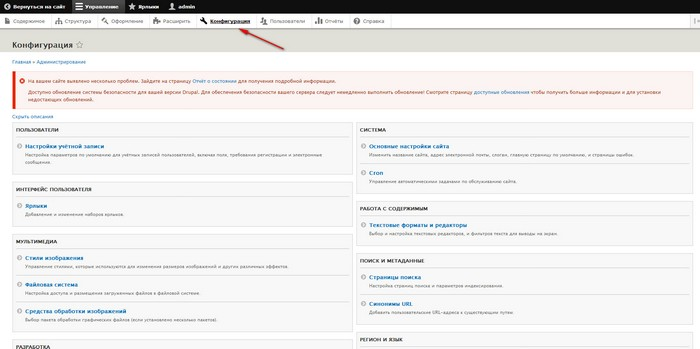 Вернуться на сайт Управление Ярлыки admin
Содержимое Структура Оформление Расширить Конфигурация Пользователи Отчёты Справка
Конфигурация
Главная » Администрирование
На вашем сайте выявлено несколько проблем. Зайдите на страницу Отчёт о состоянии для получения подробной информации.
Доступно обновление системы безопасности для вашей версии Drupal. Для обеспечения безопасности вашего сервера следует немедленно выполнить обновление! Смотрите страницу доступные обновления чтобы получить больше информации и для установки
недостающих обновлений.
Скрыть описания
ПОЛЬЗОВАТЕЛИ
Настройки учётной записи
Настройка параметров по умолчанию для учётных записей пользователей, включая поля, требования регистрации и электронные
сообщения.
ИНТЕРФЕЙС ПОЛЬЗОВАТЕЛЯ
Ярлыки
Добавление и изменение наборов ярлыков.
МУЛЬТИМЕДИА
Стили изображения
Управление стилями, которые используются для изменения размеров изображений и других различных эффектов.
Файловая система
Настройка доступа и размещения загружаемых файлов в файловой системе.
Средства обработки изображений
Выбор пакета обработки графических файлов (если установлено несколько пакетов).
РАЗРАБОТКА
СИСТЕМА
Основные настройки сайта
Изменить название сайта, адрес электронной почты, слоган, главную страницу по умолчанию, и страницы ошибок.
Cron
Управление автоматическими задачами по обслуживанию сайта.
РАБОТА С СОДЕРЖИМЫМ
Текстовые форматы и редакторы
Выбор и настройка текстовых редакторов, и фильтров текста для вывода на экран.
ПОИСК И МЕТАДАННЫЕ
Страницы поиска
Настройка страниц поиска и параметров индексирования.
Синонимы URL
Добавить пользовательские URL-адреса к существующим путям
РЕГИОН И ЯЗЫК